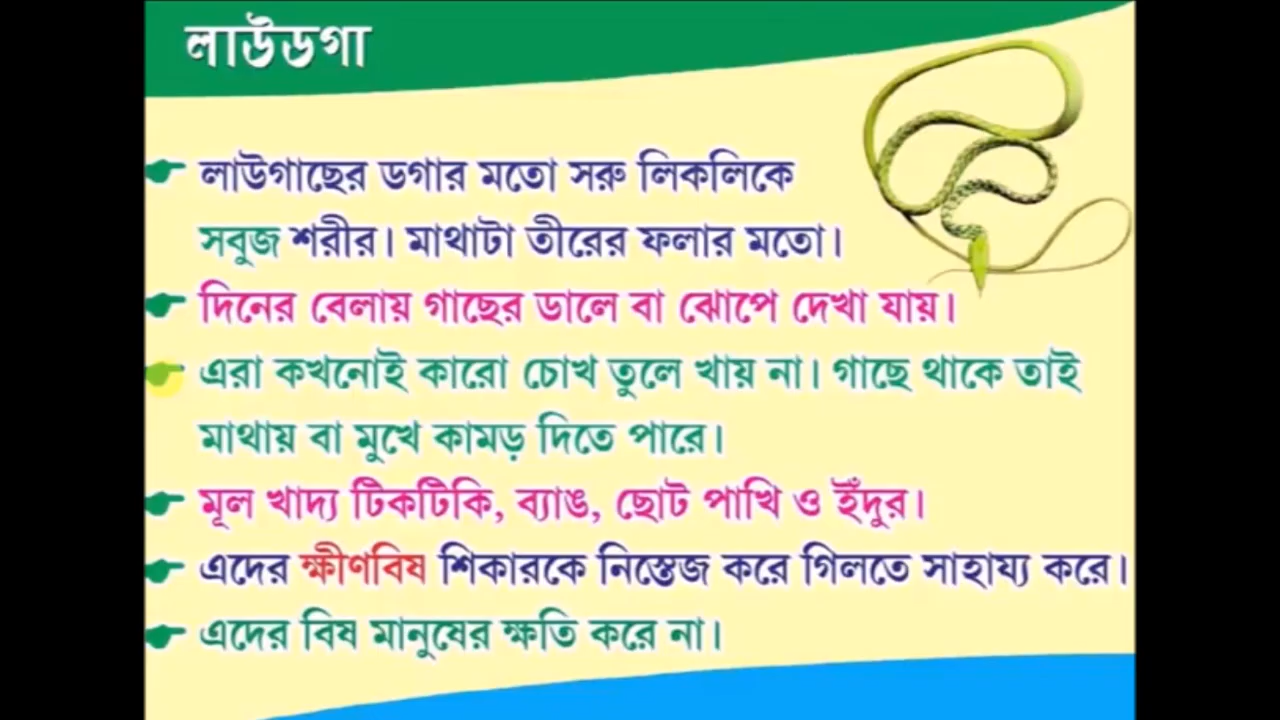 লাউডগা
লাউগাছের ডগার মতো সরু লিকলিকে
সবুজ শরীর। মাথাটা তীরের ফলার মতো।
দিনের বেলায় গাছের ডালে বা ঝোপে দেখা যায়।
এরা কখনোই কারো চোখ তুলে খায় না। গাছে থাকে তাই
মাথায় বা মুখে কামড় দিতে পারে।
মূল খাদ্য টিকটিকি, ব্যাঙ, ছোট পাখি ও ইঁদুর।
এদের ক্ষীণবিষ শিকারকে নিস্তেজ করে গিলতে সাহায্য করে।
এদের বিষ মানুষের ক্ষতি করে না।